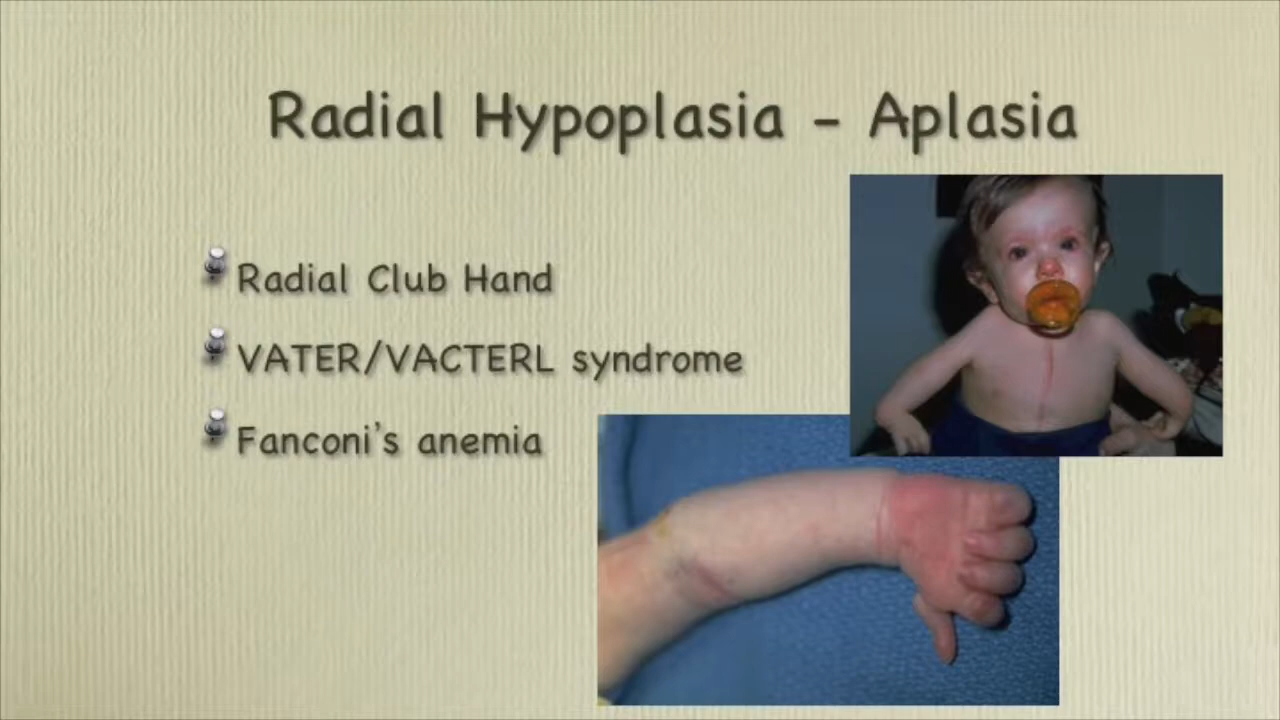 Radial Hypoplasia - Aplasia
Radial Club Hand
VATER/VACTERL syndrome
Fanconi's anemia